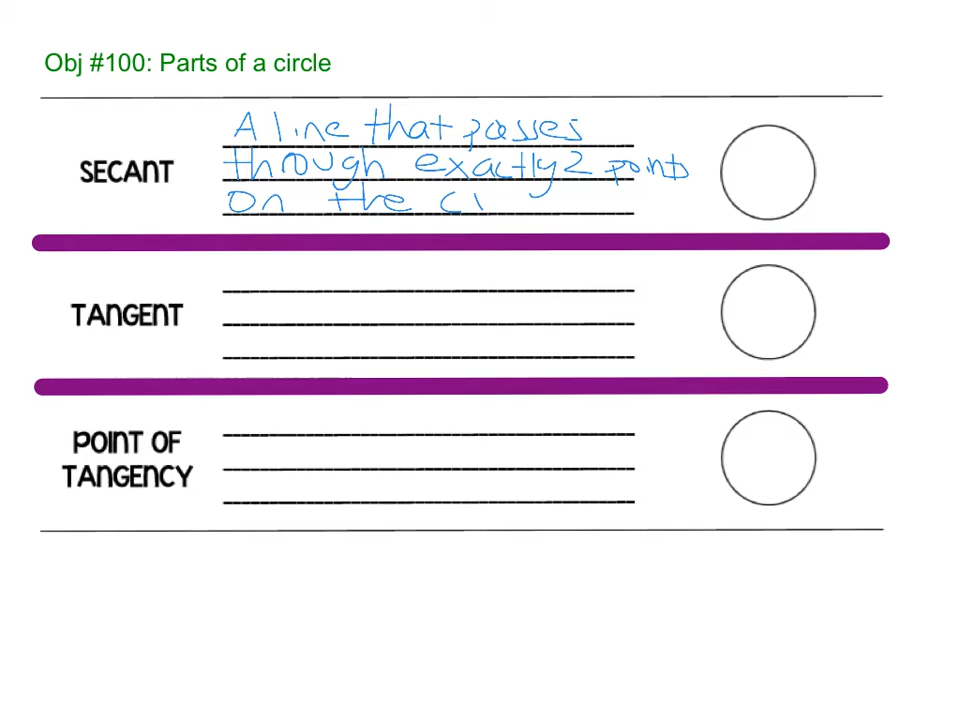 Obj #100: Parts of a circle
A line that passes
SECANT
through exactly 2 points
on the ci
TANGENT
POINT OF
TANGENCY